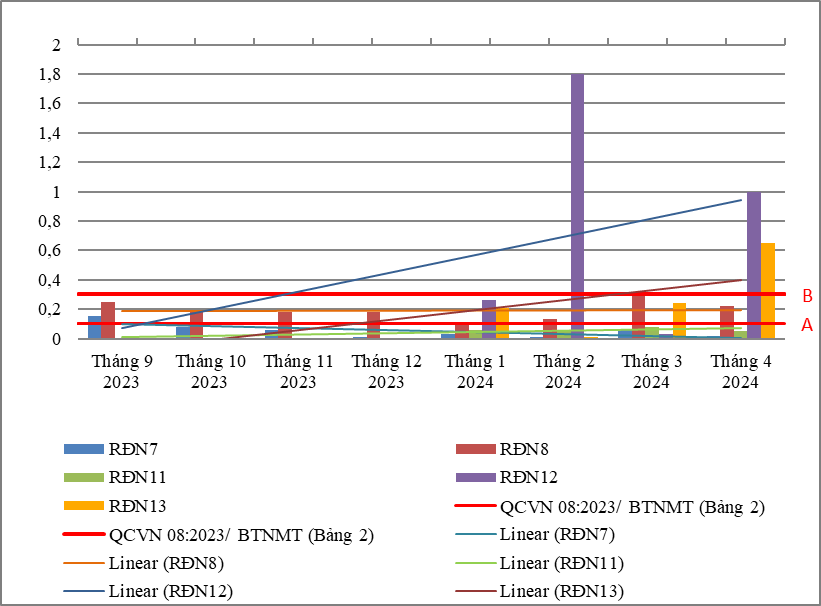 2
1,8
1,6
1,4
1,2
1
0,8
0,6
0,4
0,2
0
B
A
Tháng 9 2023
Tháng 10 2023
Tháng 11 2023
Tháng 12 2023
Tháng 1 2024
Tháng 2 2024
Tháng 3 2024
Tháng 4 2024
RĐN7
RĐN8
RĐN11
RĐN12
RĐN13
QCVN 08:2023/ BTNMT (Bảng 2)
QCVN 08:2023/ BTNMT (Bảng 2)
Linear (RĐN7)
Linear (RĐN8)
Linear (RĐN11)
Linear (RĐN12)
Linear (RĐN13)